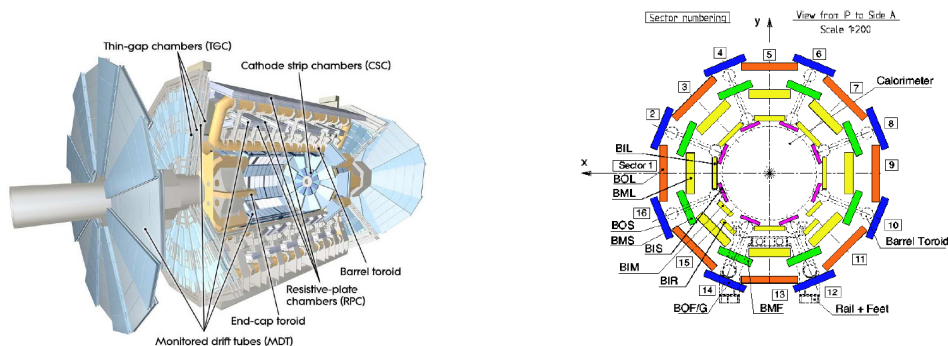 Thin-gap chambers (TGC)
Cathode strip chambers (CSC)
Barrel toroid
Resistive-plate
chambers (RPC)
End-cap toroid
Monitored drift tubes (MDT)
Sector numbering
y
View from IP to Side A
Scale 1:200
4
5
6
3
7
Calorimeter
2
8
BIL
x
Sector 1
BOL
BML
9
16
BOS
BMS
BIS
10
Barrel Toroid
15
BIM
BIR
11
14
13
12
BOF/G
BMF
Rail + Feet